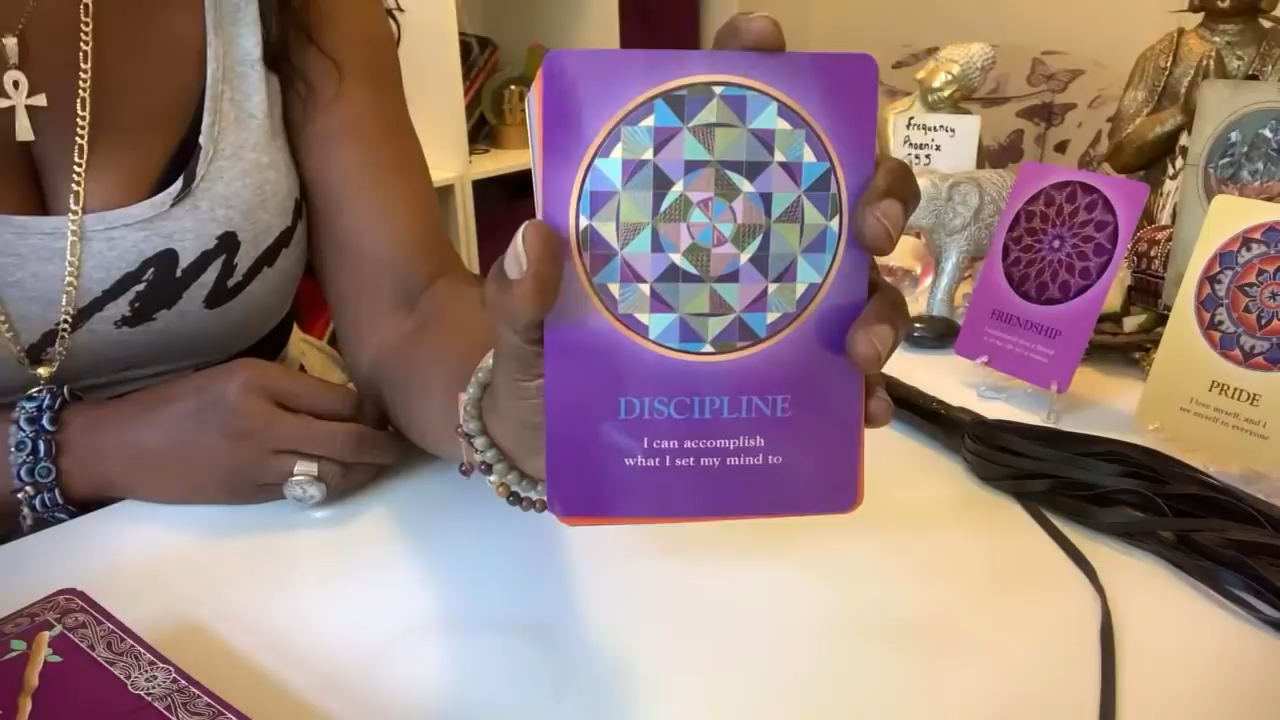 DISCIPLINE
I can accomplish
what I set my mind to
Frequency
Phoenix
FRIENDSHIP
PRIDE
I love myself, and I
see myself in everyone